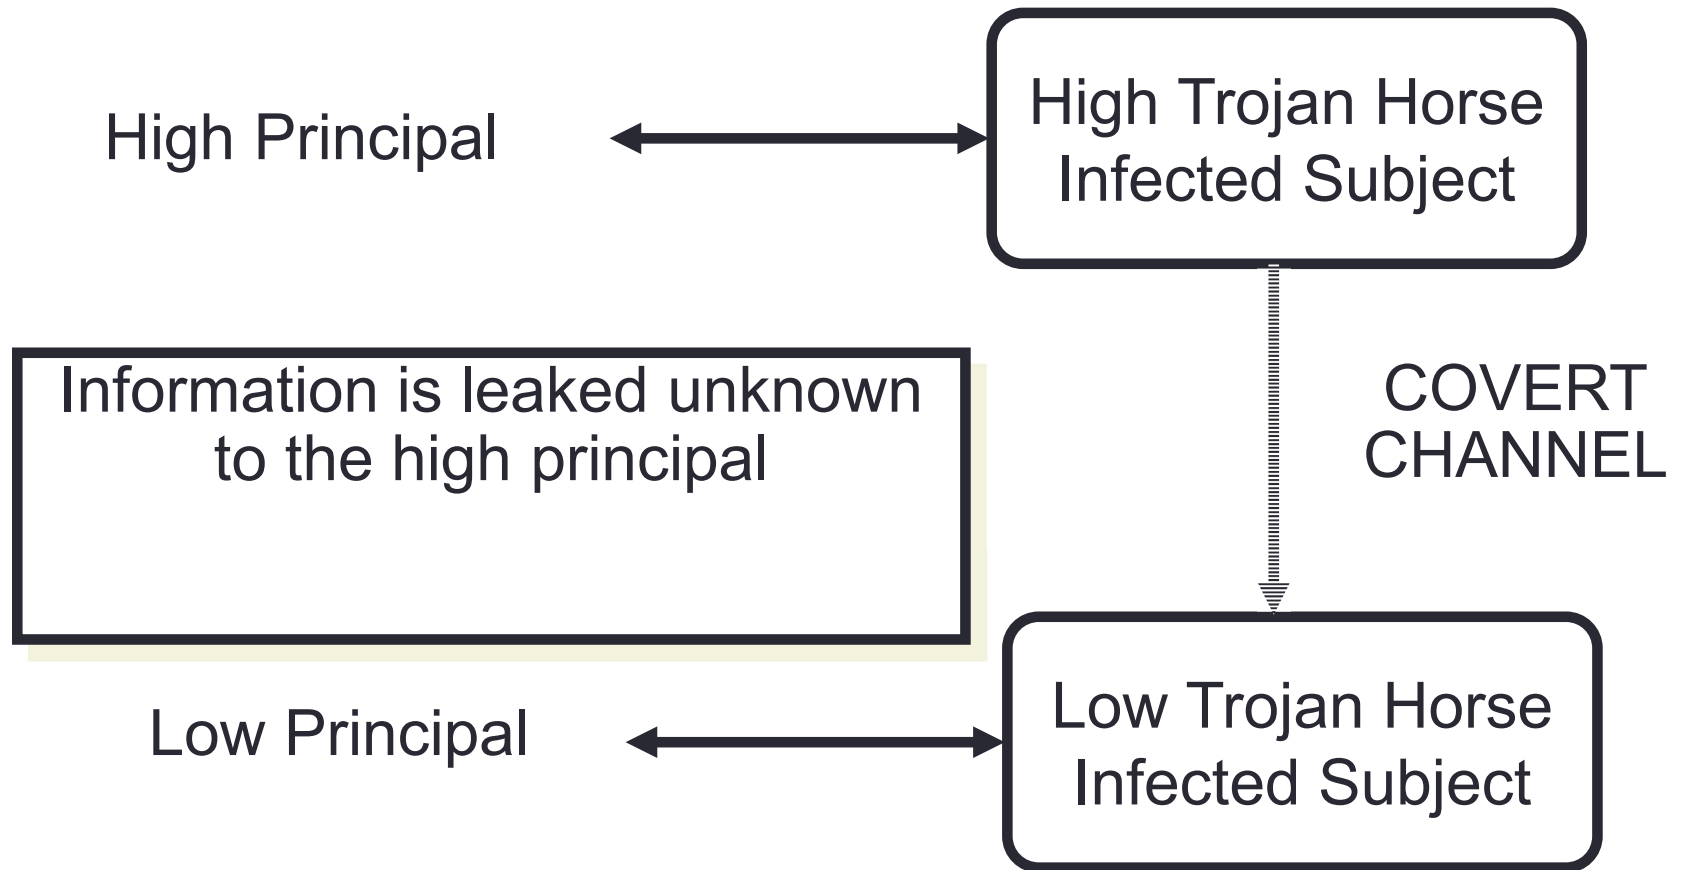 High Principal
High Trojan Horse
Infected Subject
Information is leaked unknown
to the high principal
COVERT
CHANNEL
Low Principal
Low Trojan Horse
Infected Subject